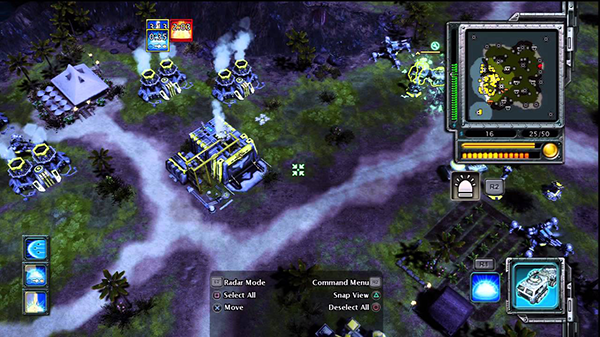 16
25/50
R2
R1
Radar Mode
Command Menu
Select All
Snap View
Move
Deselect All